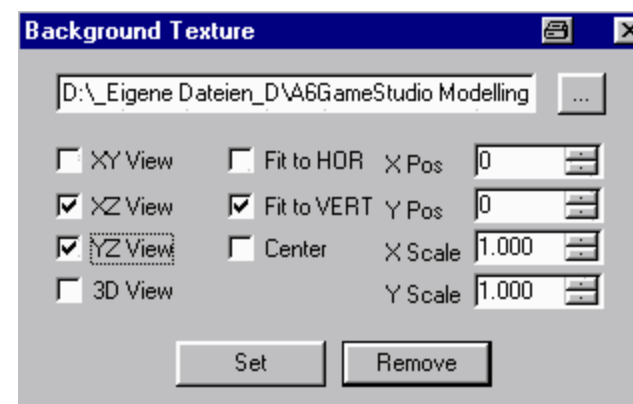 Background Texture
D:\_Eigene Dateien_D\A6GameStudio Modelling ...
XY View Fit to HOR X Pos 0
XZ View Fit to VERT Y Pos 0
YZ View Center X Scale 1.000
3D View Y Scale 1.000
Set Remove